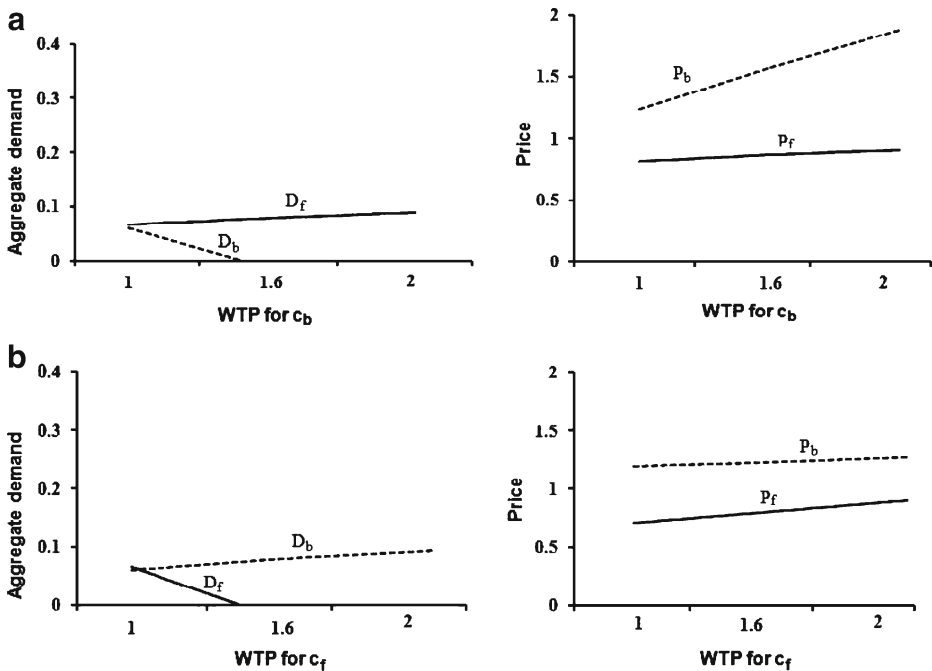 a
Aggregate demand
0.4
0.3
0.2
0.1
0
D_f
D_b
1
1.6
2
WTP for c_b
Price
2
1.5
1
0.5
0
p_b
p_f
1
1.6
2
WTP for c_b
b
Aggregate demand
0.4
0.3
0.2
0.1
0
D_b
D_f
1
1.6
2
WTP for c_f
Price
2
1.5
1
0.5
0
p_b
p_f
1
1.6
2
WTP for c_f